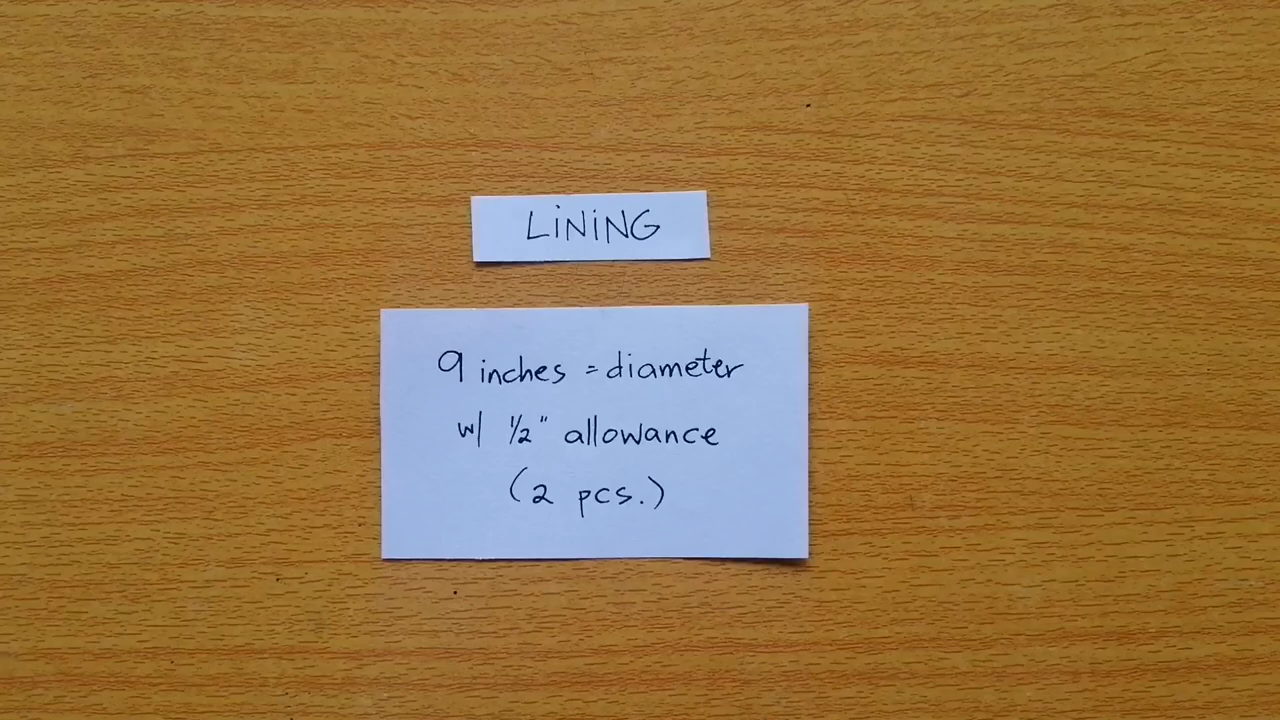 LiNiNG
9 inches = diameter
w/ 1/2" allowance
(2 pcs.)